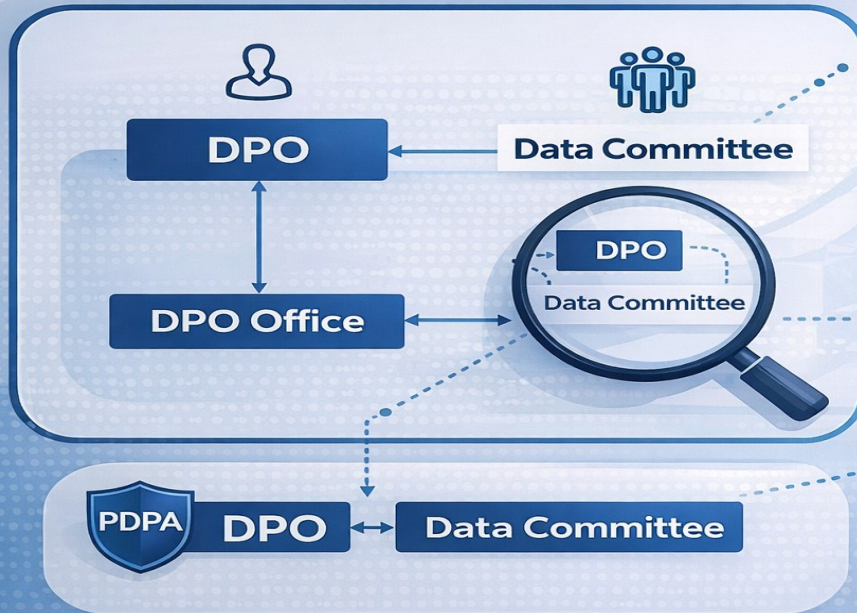 DPO
Data Committee
DPO
Data Committee
DPO Office
PDPA
DPO
Data Committee